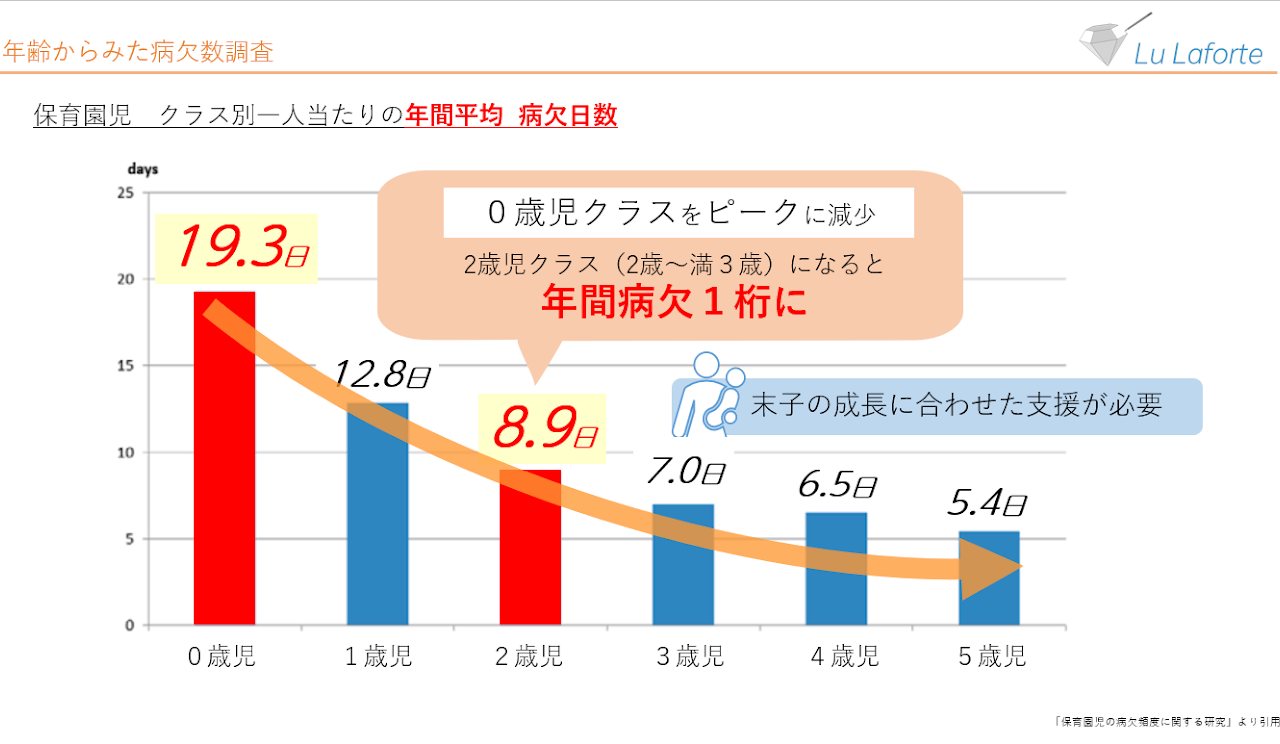 年齢からみた病欠数調査
Lu Laforte
保育園児　クラス別一人当たりの年間平均 病欠日数
days
25
20
15
10
5
0
０歳児クラスをピークに減少
2歳児クラス（2歳～満３歳）になると
年間病欠１桁に
19.3日
12.8日
8.9日
7.0日
6.5日
5.4日
末子の成長に合わせた支援が必要
０歳児
１歳児
２歳児
３歳児
４歳児
５歳児
「保育園児の病欠頻度に関する研究」より引用